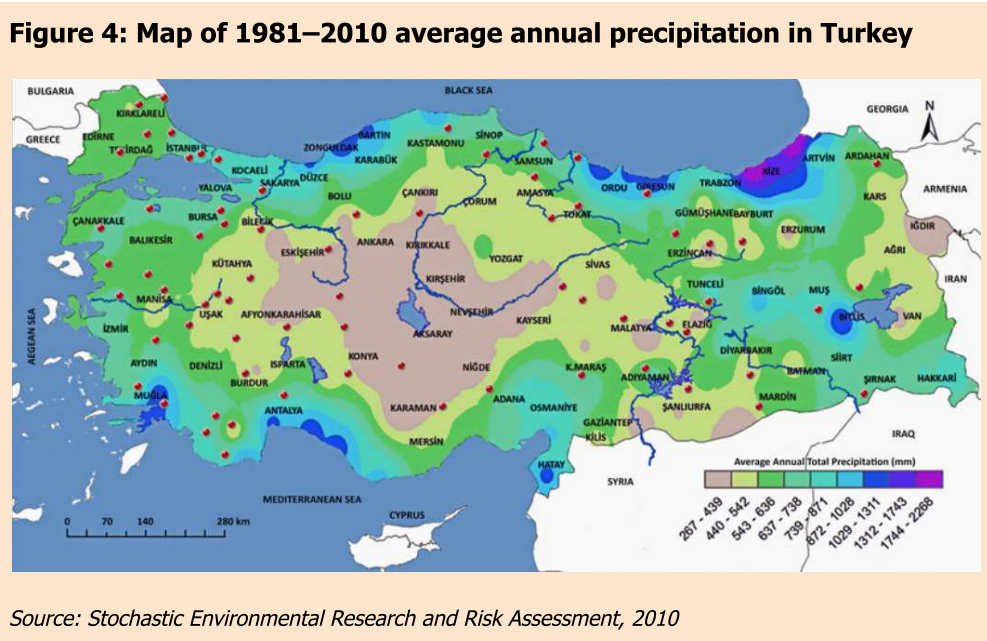 Figure 4: Map of 1981–2010 average annual precipitation in Turkey
BULGARIA
BLACK SEA
GEORGIA
N
GREECE
KIRKLARELİ
EDİRNE
TEKİRDAĞ
İSTANBUL
KOCAELİ
YALOVA
SAKARYA
DÜZCE
ZONGULDAK
BARTIN
KARABÜK
KASTAMONU
SİNOP
SAMSUN
ORDU
GİRESUN
TRABZON
RİZE
ARTVİN
ARDAHAN
KARS
ARMENIA
IĞDIR
ÇANAKKALE
BURSA
BİLECİK
BOLU
ÇANKIRI
ÇORUM
AMASYA
TOKAT
GÜMÜŞHANE
BAYBURT
ERZURUM
AĞRI
BALIKESİR
ESKİŞEHİR
ANKARA
KIRIKKALE
YOZGAT
SİVAS
ERZİNCAN
IRAN
KÜTAHYA
KIRŞEHİR
TUNCELİ
BİNGÖL
MUŞ
MANİSA
UŞAK
AFYONKARAHİSAR
NEVŞEHİR
KAYSERİ
MALATYA
ELAZIĞ
BİTLİS
VAN
AEGEAN SEA
İZMİR
AKSARAY
DİYARBAKIR
SİİRT
AYDIN
DENİZLİ
ISPARTA
KONYA
NİĞDE
K.MARAŞ
ADIYAMAN
BATMAN
ŞIRNAK
HAKKARİ
BURDUR
MUĞLA
ANTALYA
KARAMAN
ADANA
OSMANİYE
ŞANLIURFA
MARDİN
GAZİANTEP
KİLİS
MERSİN
HATAY
IRAQ
SYRIA
MEDITERRANEAN SEA
CYPRUS
0 70 140 280 km
Average Annual Total Precipitation (mm)
267 - 439
440 - 542
543 - 636
637 - 738
739 - 871
872 - 1028
1029 - 1311
1312 - 1743
1744 - 2268
Source: Stochastic Environmental Research and Risk Assessment, 2010